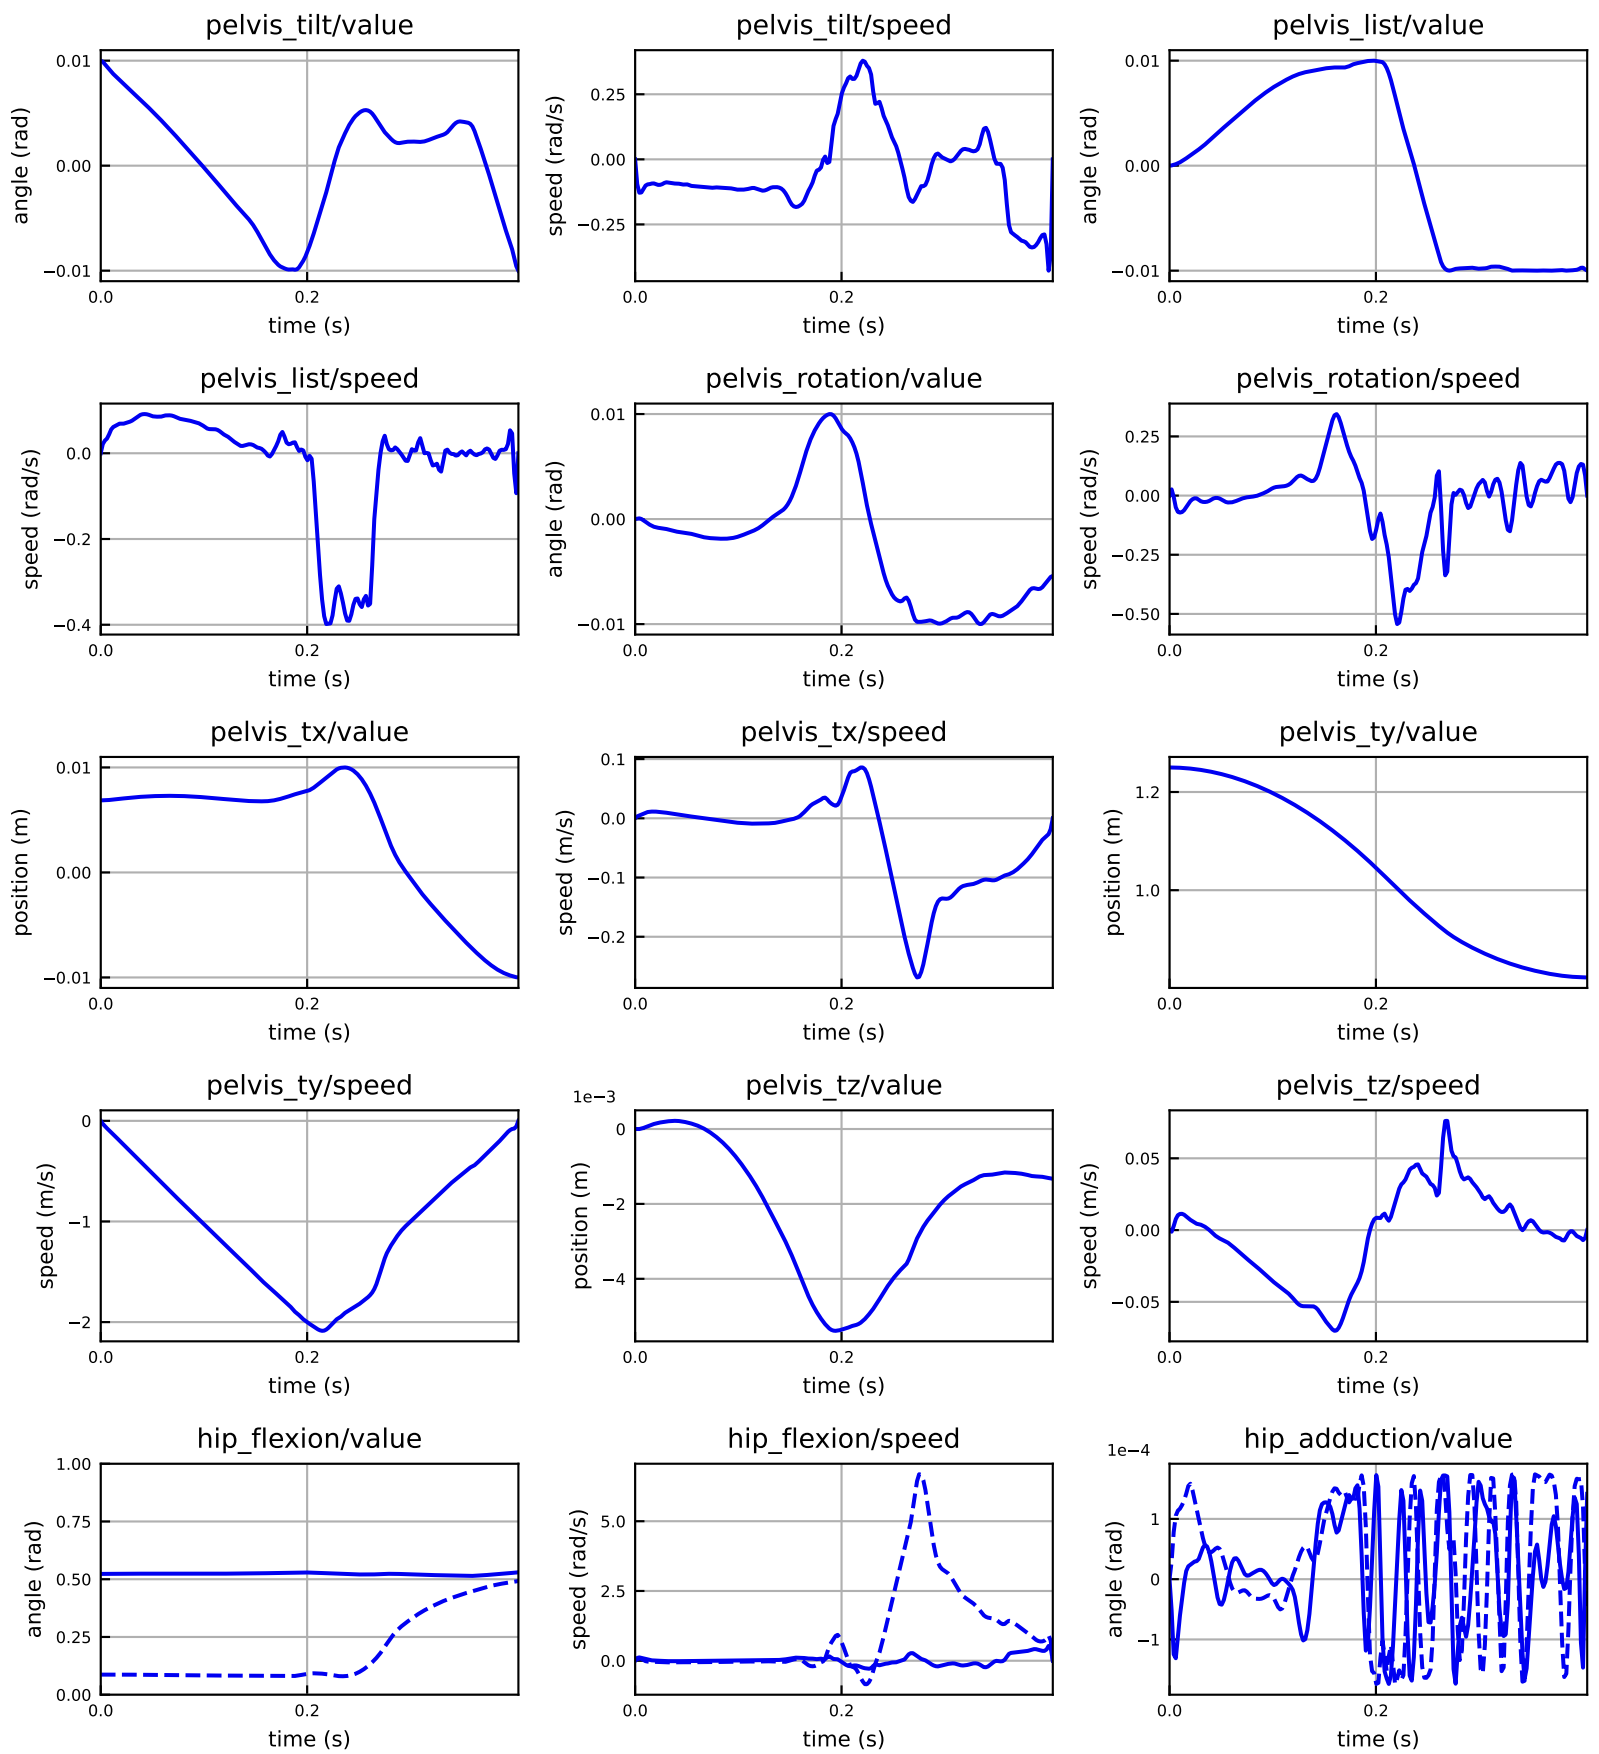 pelvis_tilt/value
pelvis_tilt/speed
pelvis_list/value
angle (rad)
0.01
0.00
−0.01
0.0
0.2
time (s)
speed (rad/s)
0.25
0.00
−0.25
0.0
0.2
time (s)
angle (rad)
0.01
0.00
−0.01
0.0
0.2
time (s)
pelvis_list/speed
pelvis_rotation/value
pelvis_rotation/speed
speed (rad/s)
0.0
−0.2
−0.4
0.0
0.2
time (s)
angle (rad)
0.01
0.00
−0.01
0.0
0.2
time (s)
speed (rad/s)
0.25
0.00
−0.25
−0.50
0.0
0.2
time (s)
pelvis_tx/value
pelvis_tx/speed
pelvis_ty/value
position (m)
0.01
0.00
−0.01
0.0
0.2
time (s)
speed (m/s)
0.1
0.0
−0.1
−0.2
0.0
0.2
time (s)
position (m)
1.2
1.0
0.0
0.2
time (s)
pelvis_ty/speed
pelvis_tz/value
pelvis_tz/speed
speed (m/s)
0
−1
−2
0.0
0.2
time (s)
1e−3
position (m)
0
−2
−4
0.0
0.2
time (s)
speed (m/s)
0.05
0.00
−0.05
0.0
0.2
time (s)
hip_flexion/value
hip_flexion/speed
hip_adduction/value
angle (rad)
1.00
0.75
0.50
0.25
0.00
0.0
0.2
time (s)
speed (rad/s)
5.0
2.5
0.0
0.0
0.2
time (s)
1e−4
angle (rad)
1
0
−1
0.0
0.2
time (s)